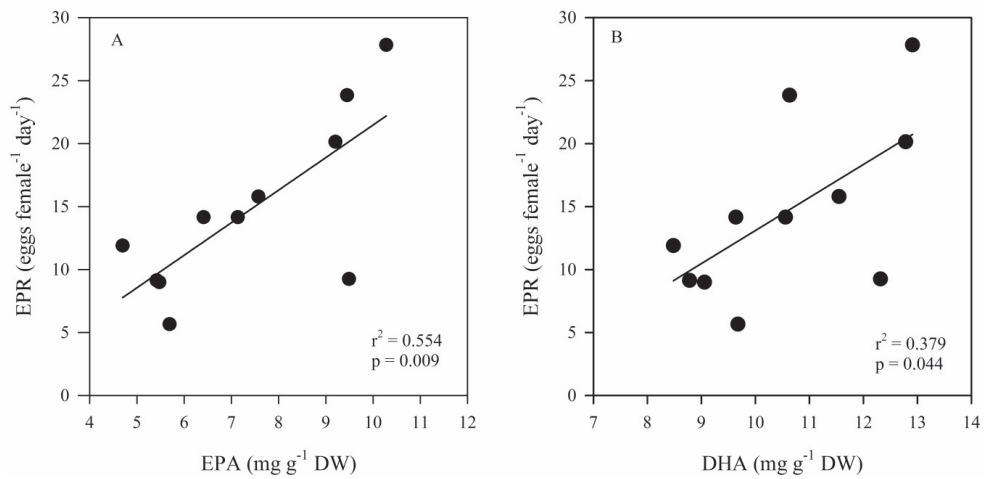 A
30
25
20
15
10
5
0
EPR (eggs female⁻¹ day⁻¹)
4 5 6 7 8 9 10 11 12
EPA (mg g⁻¹ DW)
r² = 0.554
p = 0.009
B
30
25
20
15
10
5
0
EPR (eggs female⁻¹ day⁻¹)
7 8 9 10 11 12 13 14
DHA (mg g⁻¹ DW)
r² = 0.379
p = 0.044